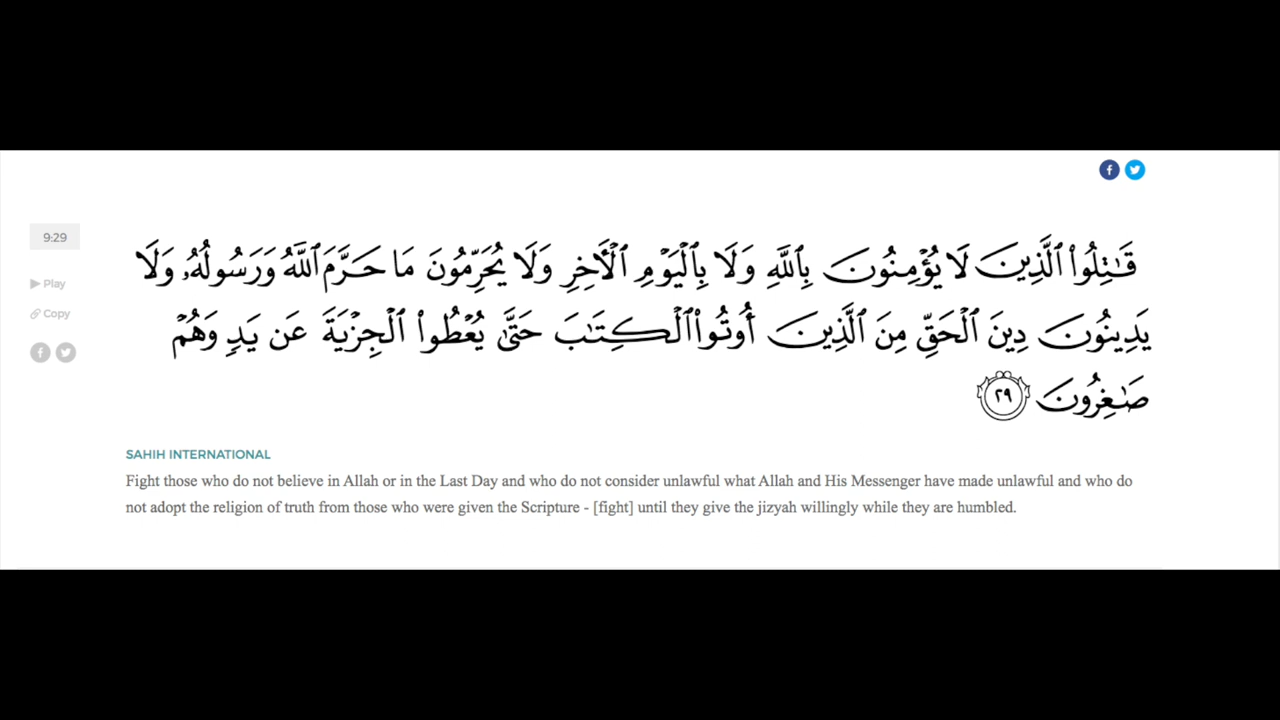 9:29
Play
Copy
قَٰتِلُوا۟ ٱلَّذِينَ لَا يُؤْمِنُونَ بِٱللَّهِ وَلَا بِٱلْيَوْمِ ٱلْءَاخِرِ وَلَا يُحَرِّمُونَ مَا حَرَّمَ ٱللَّهُ وَرَسُولُهُۥ وَلَا
يَدِينُونَ دِينَ ٱلْحَقِّ مِنَ ٱلَّذِينَ أُوتُوا۟ ٱلْكِتَٰبَ حَتَّىٰ يُعْطُوا۟ ٱلْجِزْيَةَ عَن يَدٍ وَهُمْ
صَٰغِرُونَ ٢٩
SAHIH INTERNATIONAL
Fight those who do not believe in Allah or in the Last Day and who do not consider unlawful what Allah and His Messenger have made unlawful and who do
not adopt the religion of truth from those who were given the Scripture - [fight] until they give the jizyah willingly while they are humbled.